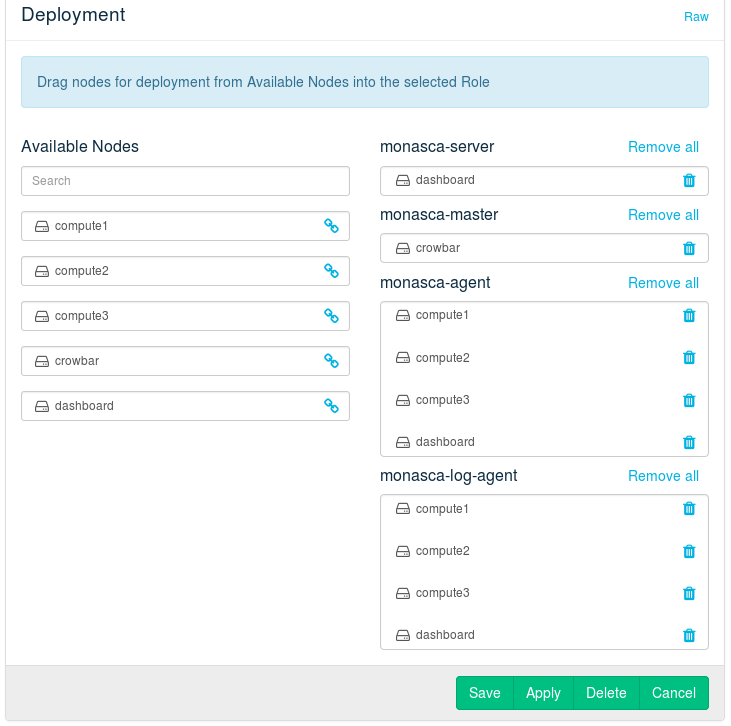 Deployment
Raw
Drag nodes for deployment from Available Nodes into the selected Role
Available Nodes
Search
compute1
compute2
compute3
crowbar
dashboard
monasca-server
Remove all
dashboard
monasca-master
Remove all
crowbar
monasca-agent
Remove all
compute1
compute2
compute3
dashboard
monasca-log-agent
Remove all
compute1
compute2
compute3
dashboard
Save
Apply
Delete
Cancel